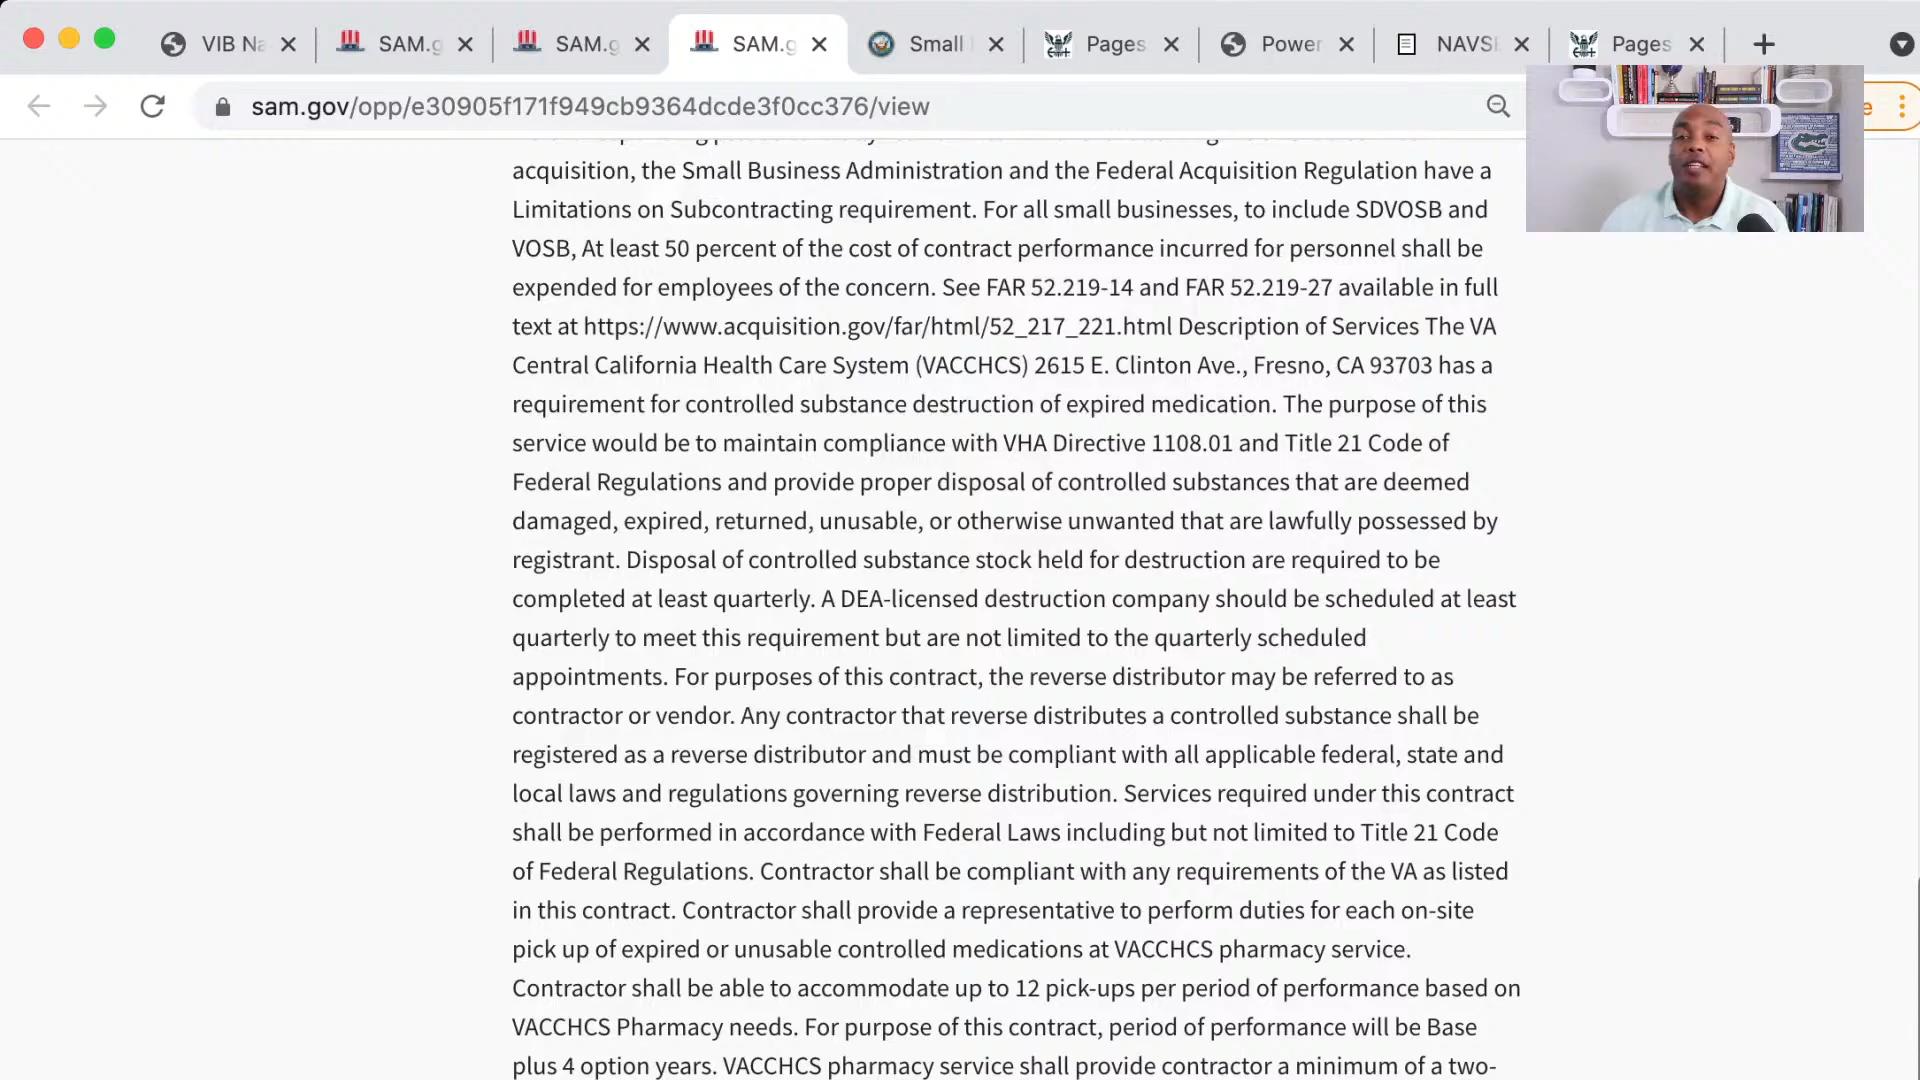 VIB Na
SAM.g
SAM.g
SAM.g
Small
Pages
Power
NAVS
Pages
sam.gov/opp/e30905f171f949cb9364dcde3f0cc376/view
acquisition, the Small Business Administration and the Federal Acquisition Regulation have a
Limitations on Subcontracting requirement. For all small businesses, to include SDVOSB and
VOSB, At least 50 percent of the cost of contract performance incurred for personnel shall be
expended for employees of the concern. See FAR 52.219-14 and FAR 52.219-27 available in full
text at https://www.acquisition.gov/far/html/52_217_221.html Description of Services The VA
Central California Health Care System (VACCHCS) 2615 E. Clinton Ave., Fresno, CA 93703 has a
requirement for controlled substance destruction of expired medication. The purpose of this
service would be to maintain compliance with VHA Directive 1108.01 and Title 21 Code of
Federal Regulations and provide proper disposal of controlled substances that are deemed
damaged, expired, returned, unusable, or otherwise unwanted that are lawfully possessed by
registrant. Disposal of controlled substance stock held for destruction are required to be
completed at least quarterly. A DEA-licensed destruction company should be scheduled at least
quarterly to meet this requirement but are not limited to the quarterly scheduled
appointments. For purposes of this contract, the reverse distributor may be referred to as
contractor or vendor. Any contractor that reverse distributes a controlled substance shall be
registered as a reverse distributor and must be compliant with all applicable federal, state and
local laws and regulations governing reverse distribution. Services required under this contract
shall be performed in accordance with Federal Laws including but not limited to Title 21 Code
of Federal Regulations. Contractor shall be compliant with any requirements of the VA as listed
in this contract. Contractor shall provide a representative to perform duties for each on-site
pick up of expired or unusable controlled medications at VACCHCS pharmacy service.
Contractor shall be able to accommodate up to 12 pick-ups per period of performance based on
VACCHCS Pharmacy needs. For purpose of this contract, period of performance will be Base
plus 4 option years. VACCHCS pharmacy service shall provide contractor a minimum of a two-